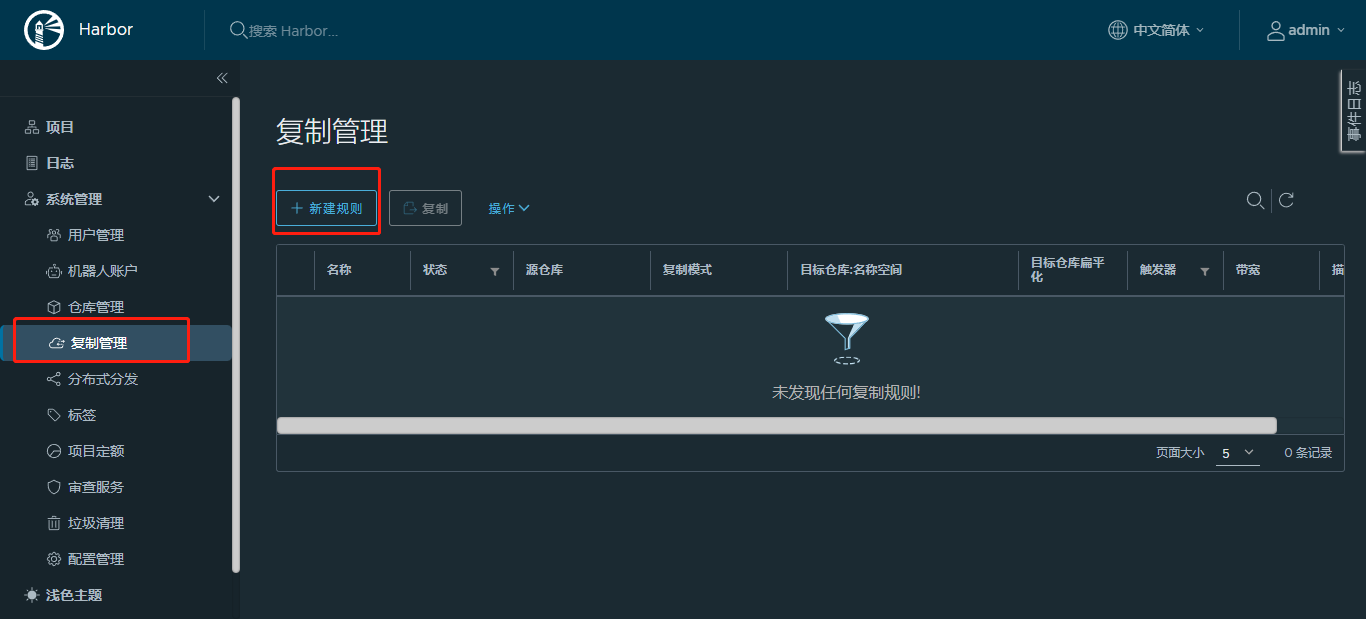 Harbor
搜索 Harbor...
中文简体
admin
事件日志
项目
日志
系统管理
用户管理
机器人账户
仓库管理
复制管理
分布式分发
标签
项目定额
审查服务
垃圾清理
配置管理
浅色主题
复制管理
新建规则
复制
操作
名称
状态
源仓库
复制模式
目标仓库:名称空间
目标仓库扁平
化
触发器
带宽
描
未发现任何复制规则!
页面大小 5 0 条记录